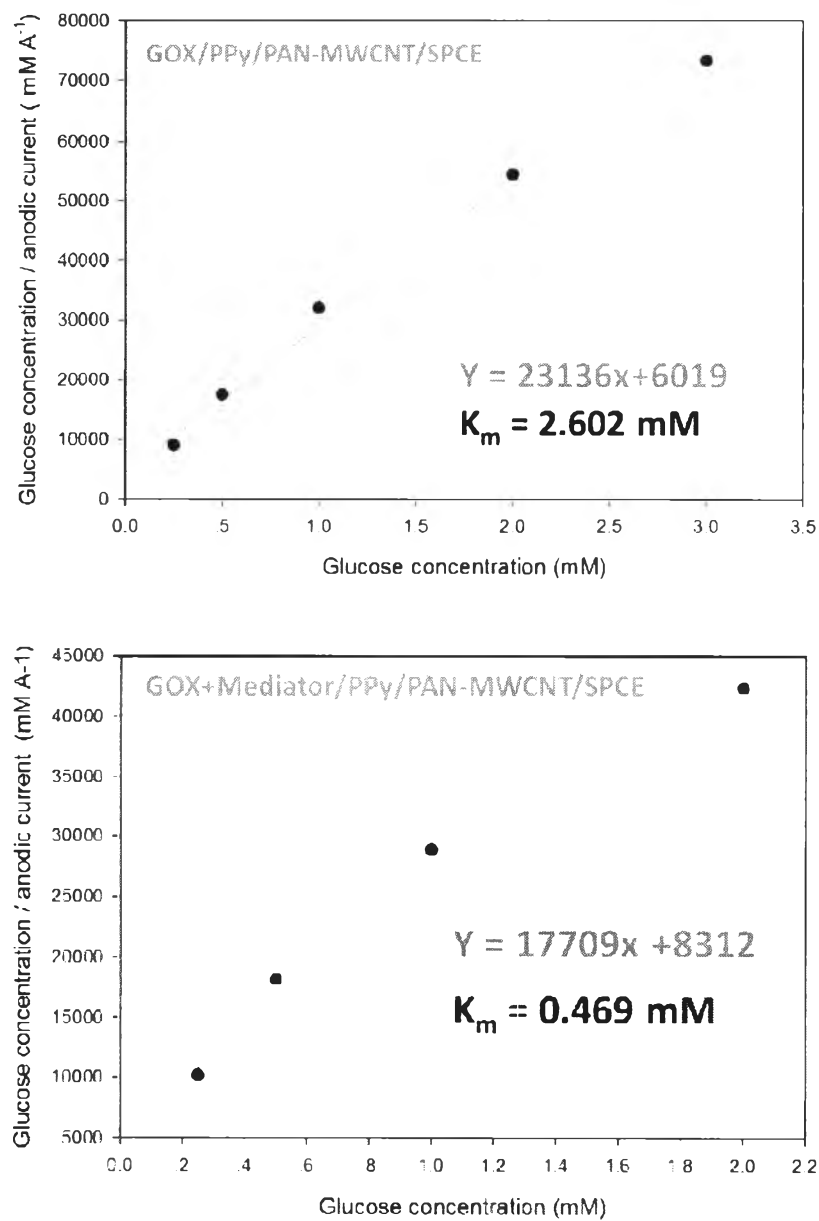 GOX/PPy/PAN-MWCNT/SPCE
Glucose concentration / anodic current ( mM A⁻¹)
80000
70000
60000
50000
40000
30000
20000
10000
0
Y = 23136x+6019
Kₘ = 2.602 mM
0.0 .5 1.0 1.5 2.0 2.5 3.0 3.5
Glucose concentration (mM)
GOX+Mediator/PPy/PAN-MWCNT/SPCE
Glucose concentration / anodic current (mM A-1)
45000
40000
35000
30000
25000
20000
15000
10000
5000
Y = 17709x +8312
Kₘ = 0.469 mM
0.0 .2 .4 .6 .8 1.0 1.2 1.4 1.6 1.8 2.0 2.2
Glucose concentration (mM)